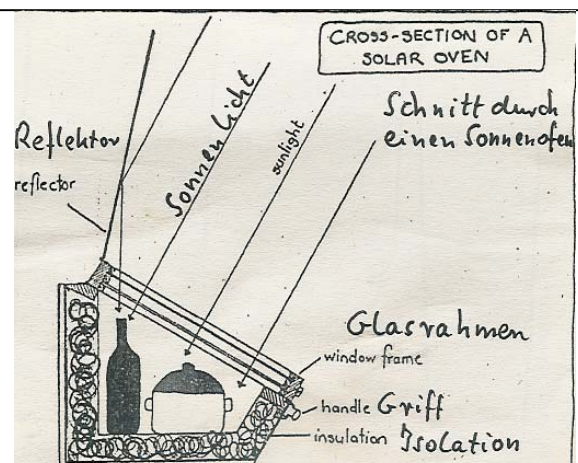 CROSS-SECTION OF A
SOLAR OVEN
Schnitt durch
einen Sonnenofen
Reflektor
reflector
Sonnenlicht
sunlight
Glasrahmen
window frame
handle Griff
insulation Isolation